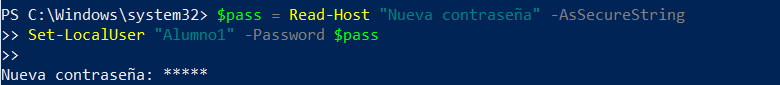 PS C:\Windows\system32> $pass = Read-Host "Nueva contraseña" -AsSecureString
>> Set-LocalUser "Alumno1" -Password $pass
>>
Nueva contraseña: *****